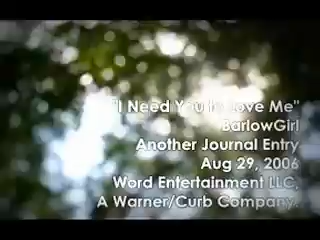 "I Need You to Love Me"
BarlowGirl
Another Journal Entry
Aug 29, 2006
Word Entertainment LLC,
A Warner/Curb Company.